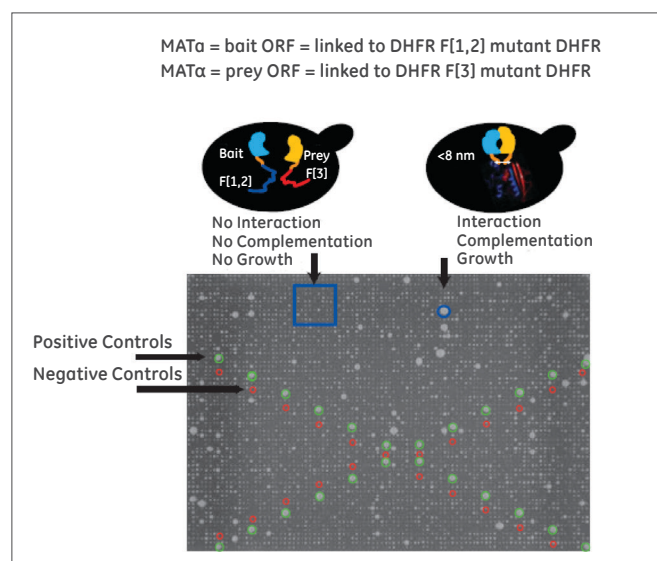 MATa = bait ORF = linked to DHFR F[1,2] mutant DHFR
MATα = prey ORF = linked to DHFR F[3] mutant DHFR
Bait
Prey
F[1,2]
F[3]
<8 nm
No Interaction
No Complementation
No Growth
Interaction
Complementation
Growth
Positive Controls
Negative Controls